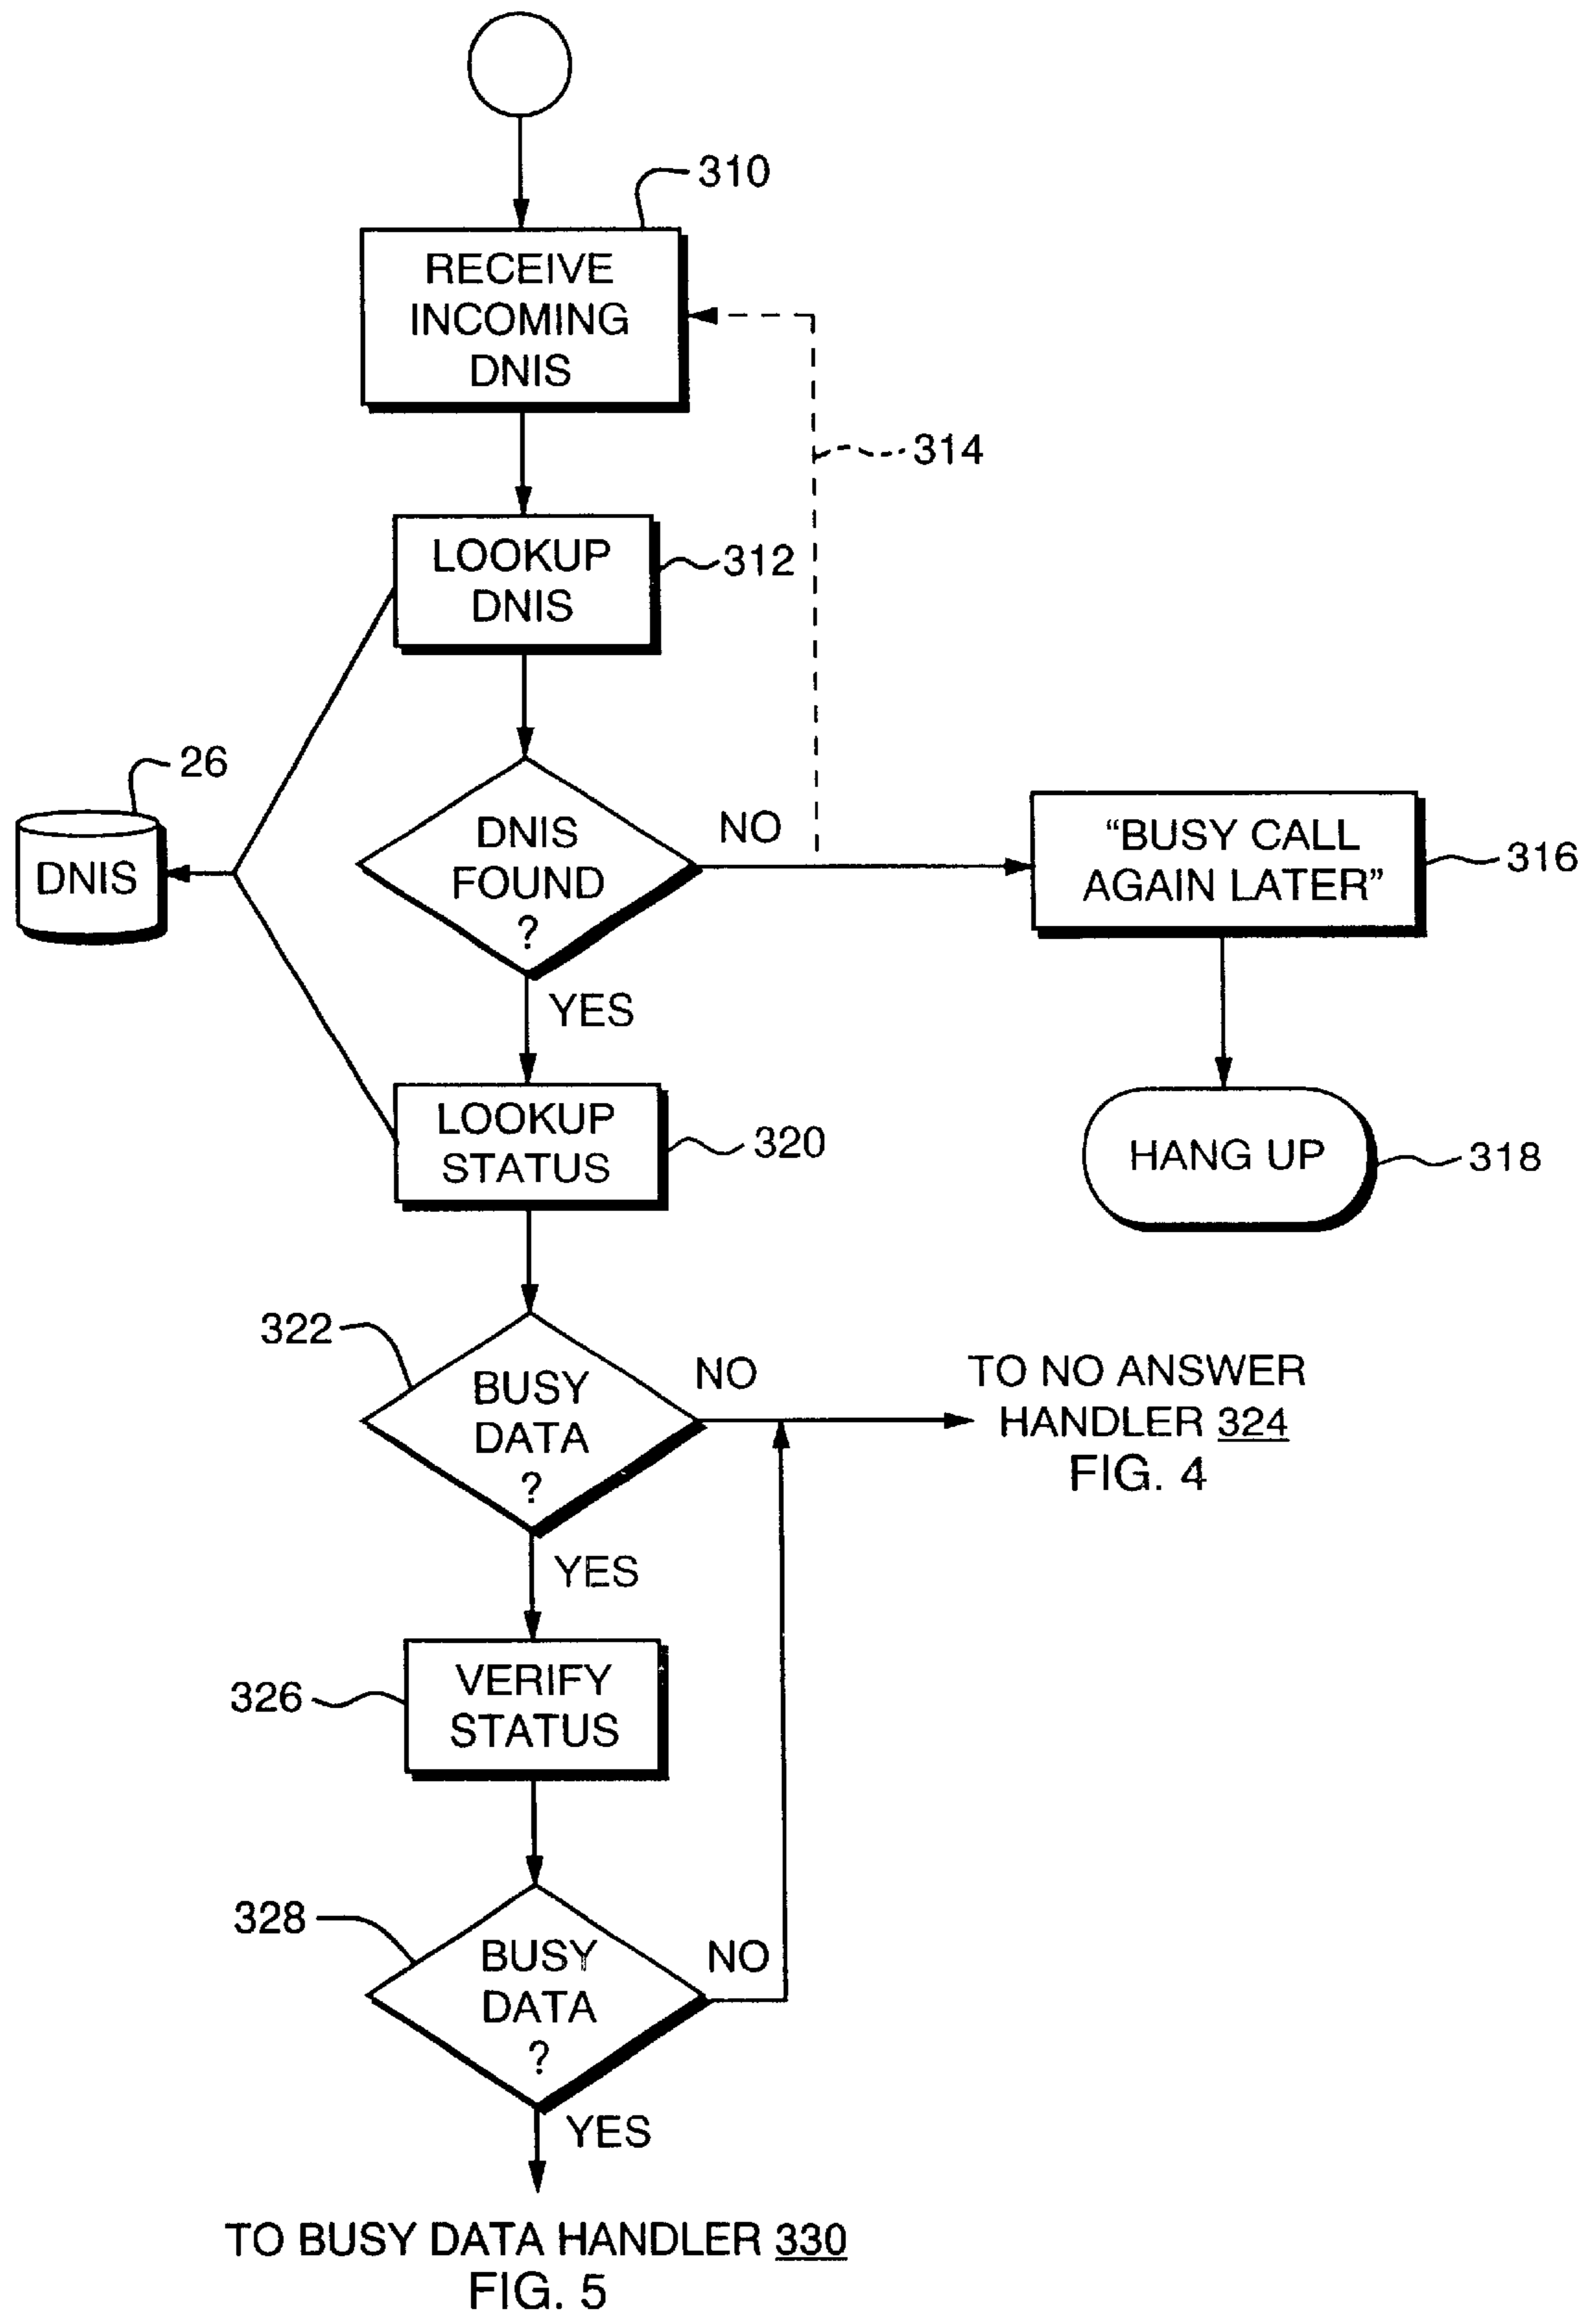 310
RECEIVE
INCOMING
DNIS
314
LOOKUP
DNIS
312
26
DNIS
DNIS
FOUND
?
NO
"BUSY CALL
AGAIN LATER"
316
YES
LOOKUP
STATUS
320
HANG UP
318
322
BUSY
DATA
?
NO
TO NO ANSWER
HANDLER 324
FIG. 4
YES
326
VERIFY
STATUS
328
BUSY
DATA
?
NO
YES
TO BUSY DATA HANDLER 330
FIG. 5